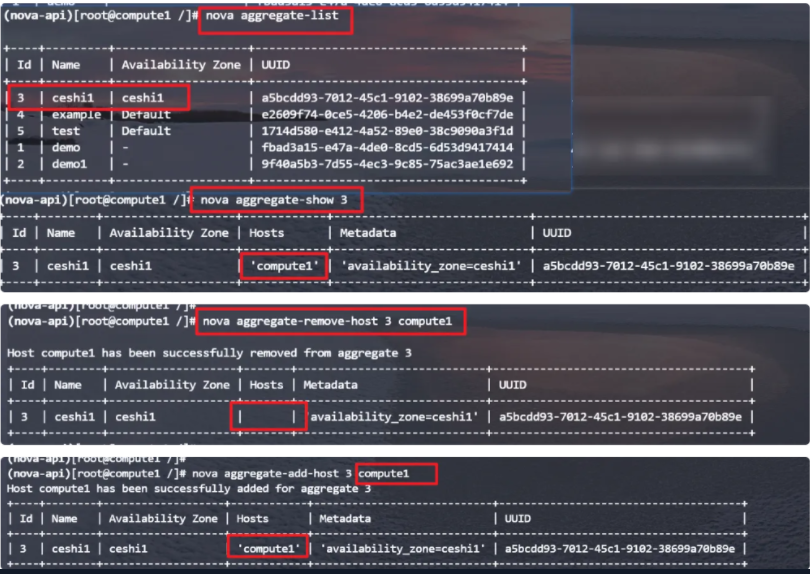 (nova-api)[root@compute1 /]# nova aggregate-list
+----+---------+-------------------+--------------------------------------+
| Id | Name | Availability Zone | UUID |
| 3 | ceshi1 | ceshi1 | a5bcdd93-7012-45c1-9102-38699a70b89e |
| 4 | example | Default | e2609f74-0ce5-4206-b4e2-de453f0cf7de |
| 5 | test | Default | 1714d580-e412-4a52-89e0-38c9090a3f1d |
| 1 | demo | - | fbad3a15-e47a-4de0-8cd5-6d53d9417414 |
| 2 | demo1 | - | 9f40a5b3-7d55-4ec3-9c85-75ac3ae1e692 |
(nova-api)[root@compute1 /]# nova aggregate-show 3
| Id | Name | Availability Zone | Hosts | Metadata | UUID |
| 3 | ceshi1 | ceshi1 | 'compute1' | 'availability_zone=ceshi1' | a5bcdd93-7012-45c1-9102-38699a70b89e |
(nova-api)[root@compute1 /]#
(nova-api)[root@compute1 /]# nova aggregate-remove-host 3 compute1
Host compute1 has been successfully removed from aggregate 3
| Id | Name | Availability Zone | Hosts | Metadata | UUID |
| 3 | ceshi1 | ceshi1 | | 'availability_zone=ceshi1' | a5bcdd93-7012-45c1-9102-38699a70b89e |
(nova-api)[root@compute1 /]#
(nova-api)[root@compute1 /]# nova aggregate-add-host 3 compute1
Host compute1 has been successfully added for aggregate 3
| Id | Name | Availability Zone | Hosts | Metadata | UUID |
| 3 | ceshi1 | ceshi1 | 'compute1' | 'availability_zone=ceshi1' | a5bcdd93-7012-45c1-9102-38699a70b89e |